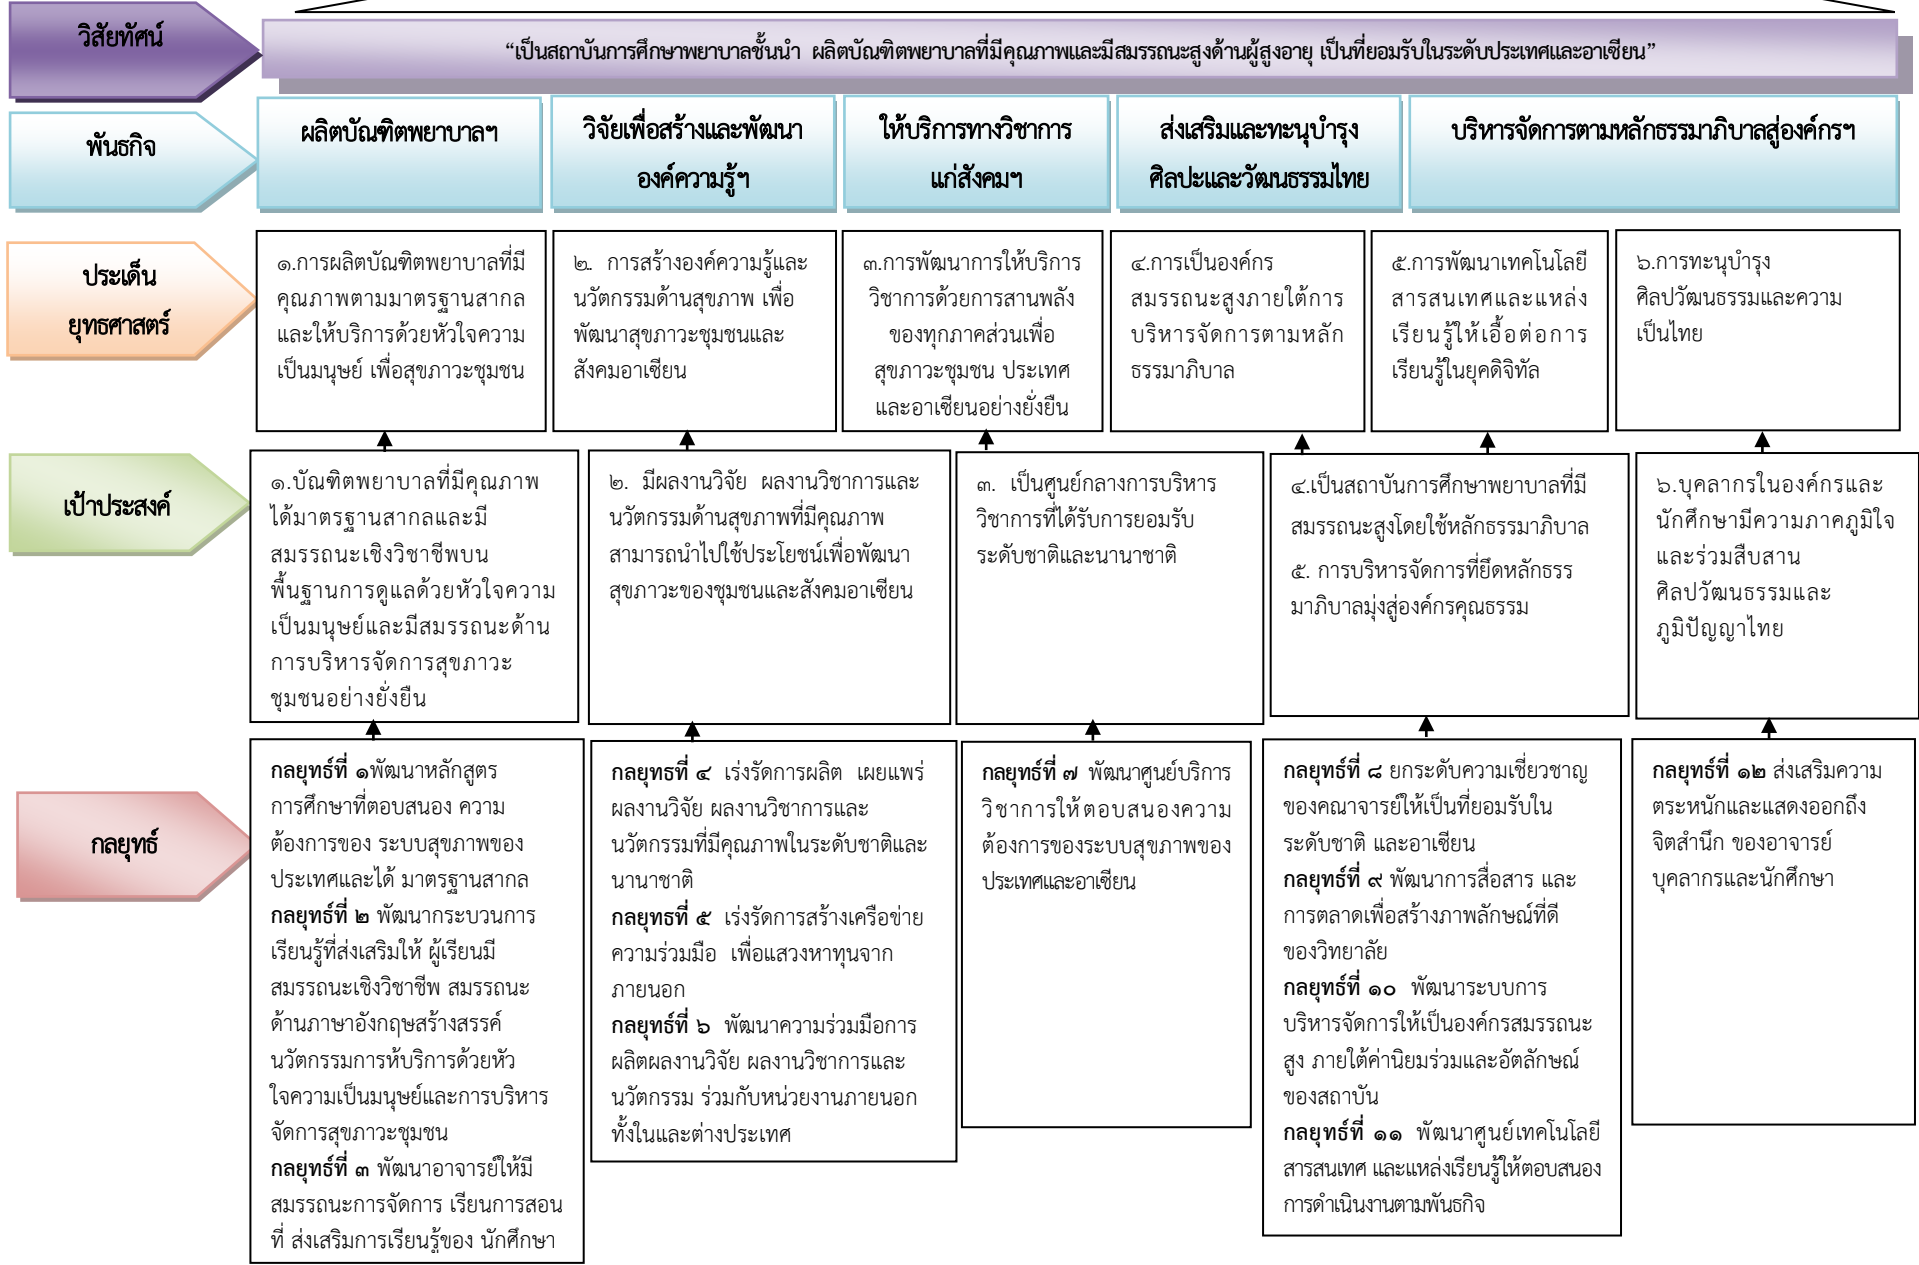 วิสัยทัศน์
“เป็นสถาบันการศึกษาพยาบาลชั้นนำ ผลิตบัณฑิตพยาบาลที่มีคุณภาพและมีสมรรถนะสูงด้านผู้สูงอายุ เป็นที่ยอมรับในระดับประเทศและอาเซียน”
พันธกิจ
ผลิตบัณฑิตพยาบาลฯ
วิจัยเพื่อสร้างและพัฒนา
องค์ความรู้ฯ
ให้บริการทางวิชาการ
แก่สังคมฯ
ส่งเสริมและทะนุบำรุง
ศิลปะและวัฒนธรรมไทย
บริหารจัดการตามหลักธรรมาภิบาลสู่องค์กรฯ
ประเด็น
ยุทธศาสตร์
๑.การผลิตบัณฑิตพยาบาลที่มี
คุณภาพตามมาตรฐานสากล
และให้บริการด้วยหัวใจความ
เป็นมนุษย์ เพื่อสุขภาวะชุมชน
๒. การสร้างองค์ความรู้และ
นวัตกรรมด้านสุขภาพ เพื่อ
พัฒนาสุขภาวะชุมชนและ
สังคมอาเซียน
๓.การพัฒนาการให้บริการ
วิชาการด้วยการสานพลัง
ของทุกภาคส่วนเพื่อ
สุขภาวะชุมชน ประเทศ
และอาเซียนอย่างยั่งยืน
๔.การเป็นองค์กร
สมรรถนะสูงภายใต้การ
บริหารจัดการตามหลัก
ธรรมาภิบาล
๕.การพัฒนาเทคโนโลยี
สารสนเทศและแหล่ง
เรียนรู้ให้เอื้อต่อการ
เรียนรู้ในยุคดิจิทัล
๖.การทะนุบำรุง
ศิลปวัฒนธรรมและความ
เป็นไทย
เป้าประสงค์
๑.บัณฑิตพยาบาลที่มีคุณภาพ
ได้มาตรฐานสากลและมี
สมรรถนะเชิงวิชาชีพบน
พื้นฐานการดูแลด้วยหัวใจความ
เป็นมนุษย์และมีสมรรถนะด้าน
การบริหารจัดการสุขภาวะ
ชุมชนอย่างยั่งยืน
๒. มีผลงานวิจัย ผลงานวิชาการและ
นวัตกรรมด้านสุขภาพที่มีคุณภาพ
สามารถนำไปใช้ประโยชน์เพื่อพัฒนา
สุขภาวะของชุมชนและสังคมอาเซียน
๓. เป็นศูนย์กลางการบริหาร
วิชาการที่ได้รับการยอมรับ
ระดับชาติและนานาชาติ
๔.เป็นสถาบันการศึกษาพยาบาลที่มี
สมรรถนะสูงโดยใช้หลักธรรมาภิบาล
๕. การบริหารจัดการที่ยึดหลักธรร
มาภิบาลมุ่งสู่องค์กรคุณธรรม
๖.บุคลากรในองค์กรและ
นักศึกษามีความภาคภูมิใจ
และร่วมสืบสาน
ศิลปวัฒนธรรมและ
ภูมิปัญญาไทย
กลยุทธ์
กลยุทธ์ที่ ๑พัฒนาหลักสูตร
การศึกษาที่ตอบสนอง ความ
ต้องการของ ระบบสุขภาพของ
ประเทศและได้ มาตรฐานสากล
กลยุทธ์ที่ ๒ พัฒนากระบวนการ
เรียนรู้ที่ส่งเสริมให้ ผู้เรียนมี
สมรรถนะเชิงวิชาชีพ สมรรถนะ
ด้านภาษาอังกฤษสร้างสรรค์
นวัตกรรมการห้บริการด้วยหัว
ใจความเป็นมนุษย์และการบริหาร
จัดการสุขภาวะชุมชน
กลยุทธ์ที่ ๓ พัฒนาอาจารย์ให้มี
สมรรถนะการจัดการ เรียนการสอน
ที่ ส่งเสริมการเรียนรู้ของ นักศึกษา
กลยุทธที่ ๔ เร่งรัดการผลิต เผยแพร่
ผลงานวิจัย ผลงานวิชาการและ
นวัตกรรมที่มีคุณภาพในระดับชาติและ
นานาชาติ
กลยุทธที่ ๕ เร่งรัดการสร้างเครือข่าย
ความร่วมมือ เพื่อแสวงหาทุนจาก
ภายนอก
กลยุทธ์ที่ ๖ พัฒนาความร่วมมือการ
ผลิตผลงานวิจัย ผลงานวิชาการและ
นวัตกรรม ร่วมกับหน่วยงานภายนอก
ทั้งในและต่างประเทศ
กลยุทธ์ที่ ๗ พัฒนาศูนย์บริการ
วิชาการให้ตอบสนองความ
ต้องการของระบบสุขภาพของ
ประเทศและอาเซียน
กลยุทธ์ที่ ๘ ยกระดับความเชี่ยวชาญ
ของคณาจารย์ให้เป็นที่ยอมรับใน
ระดับชาติ และอาเซียน
กลยุทธ์ที่ ๙ พัฒนาการสื่อสาร และ
การตลาดเพื่อสร้างภาพลักษณ์ที่ดี
ของวิทยาลัย
กลยุทธ์ที่ ๑๐ พัฒนาระบบการ
บริหารจัดการให้เป็นองค์กรสมรรถนะ
สูง ภายใต้ค่านิยมร่วมและอัตลักษณ์
ของสถาบัน
กลยุทธ์ที่ ๑๑ พัฒนาศูนย์เทคโนโลยี
สารสนเทศ และแหล่งเรียนรู้ให้ตอบสนอง
การดำเนินงานตามพันธกิจ
กลยุทธ์ที่ ๑๒ ส่งเสริมความ
ตระหนักและแสดงออกถึง
จิตสำนึก ของอาจารย์
บุคลากรและนักศึกษา